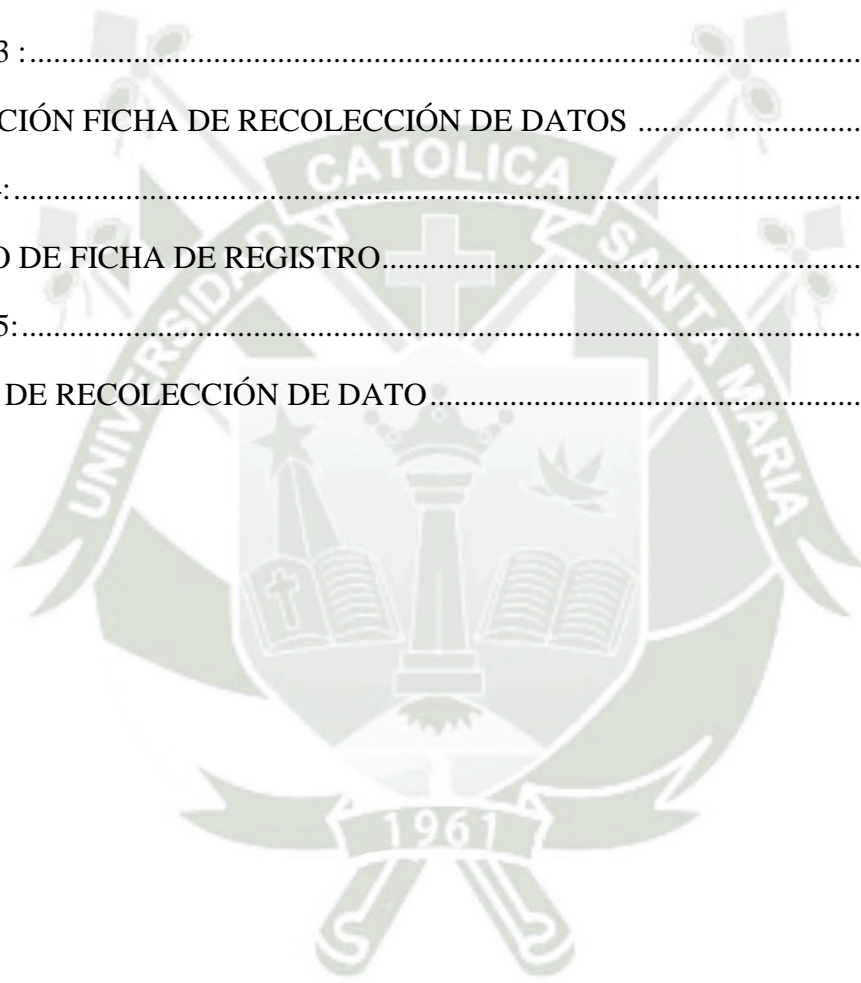 3 :
CIÓN FICHA DE RECOLECCIÓN DE DATOS
:
O DE FICHA DE REGISTRO
5:
DE RECOLECCIÓN DE DATO
UNIVERSIDAD CATOLICA SANTA MARIA
1961